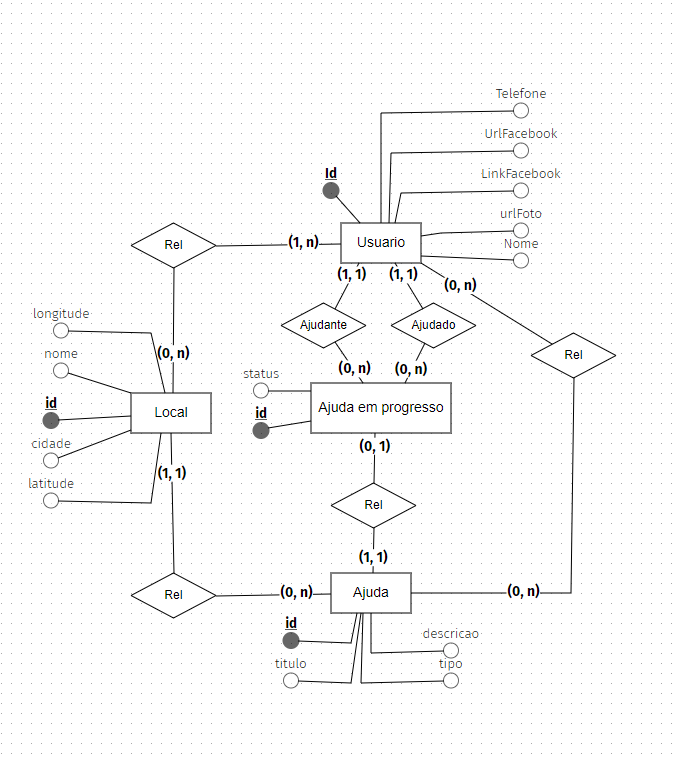 Telefone
UrlFacebook
Id
LinkFacebook
urlFoto
Usuario
Nome
Rel
(1, n)
(1, 1)
(1, 1)
(0, n)
longitude
Ajudante
Ajudado
nome
(0, n)
Rel
(0, n)
(0, n)
status
id
Local
id
Ajuda em progresso
cidade
(0, 1)
latitude
(1, 1)
Rel
(1, 1)
Rel
(0, n)
Ajuda
(0, n)
id
descricao
titulo
tipo